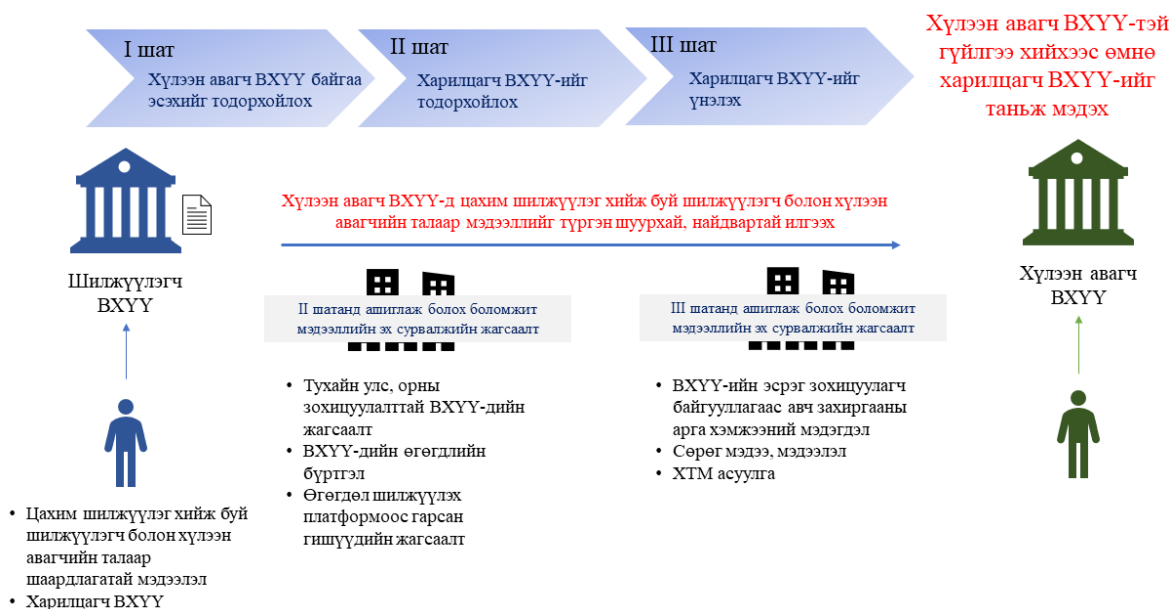 I шат
Хүлээн авагч ВХҮҮ байгаа
эсэхийг тодорхойлох
II шат
Харилцагч ВХҮҮ-ийг
тодорхойлох
III шат
Харилцагч ВХҮҮ-ийг
үнэлэх
Хүлээн авагч ВХҮҮ-тэй
гүйлгээ хийхээс өмнө
харилцагч ВХҮҮ-ийг
таньж мэдэх
Хүлээн авагч ВХҮҮ-д цахим шилжүүлэг хийж буй шилжүүлэгч болон хүлээн
авагчийн талаар мэдээллийг түргэн шуурхай, найдвартай илгээх
Шилжүүлэгч
ВХҮҮ
Хүлээн авагч
ВХҮҮ
II шатанд ашиглаж болох боломжит
мэдээллийн эх сурвалжийн жагсаалт
III шатанд ашиглаж болох боломжит
мэдээллийн эх сурвалжийн жагсаалт
• Тухайн улс, орны
зохицуулалттай ВХҮҮ-дийн
жагсаалт
• ВХҮҮ-дийн өгөгдлийн
бүртгэл
• Өгөгдөл шилжүүлэх
платформоос гарсан
гишүүдийн жагсаалт
• ВХҮҮ-ийн эсрэг зохицуулагч
байгууллагаас авч захиргааны
арга хэмжээний мэдэгдэл
• Сөрөг мэдээ, мэдээлэл
• ХТМ асуулга
• Цахим шилжүүлэг хийж буй
шилжүүлэгч болон хүлээн
авагчийн талаар
шаардлагатай мэдээлэл
• Харилцагч ВХҮҮ